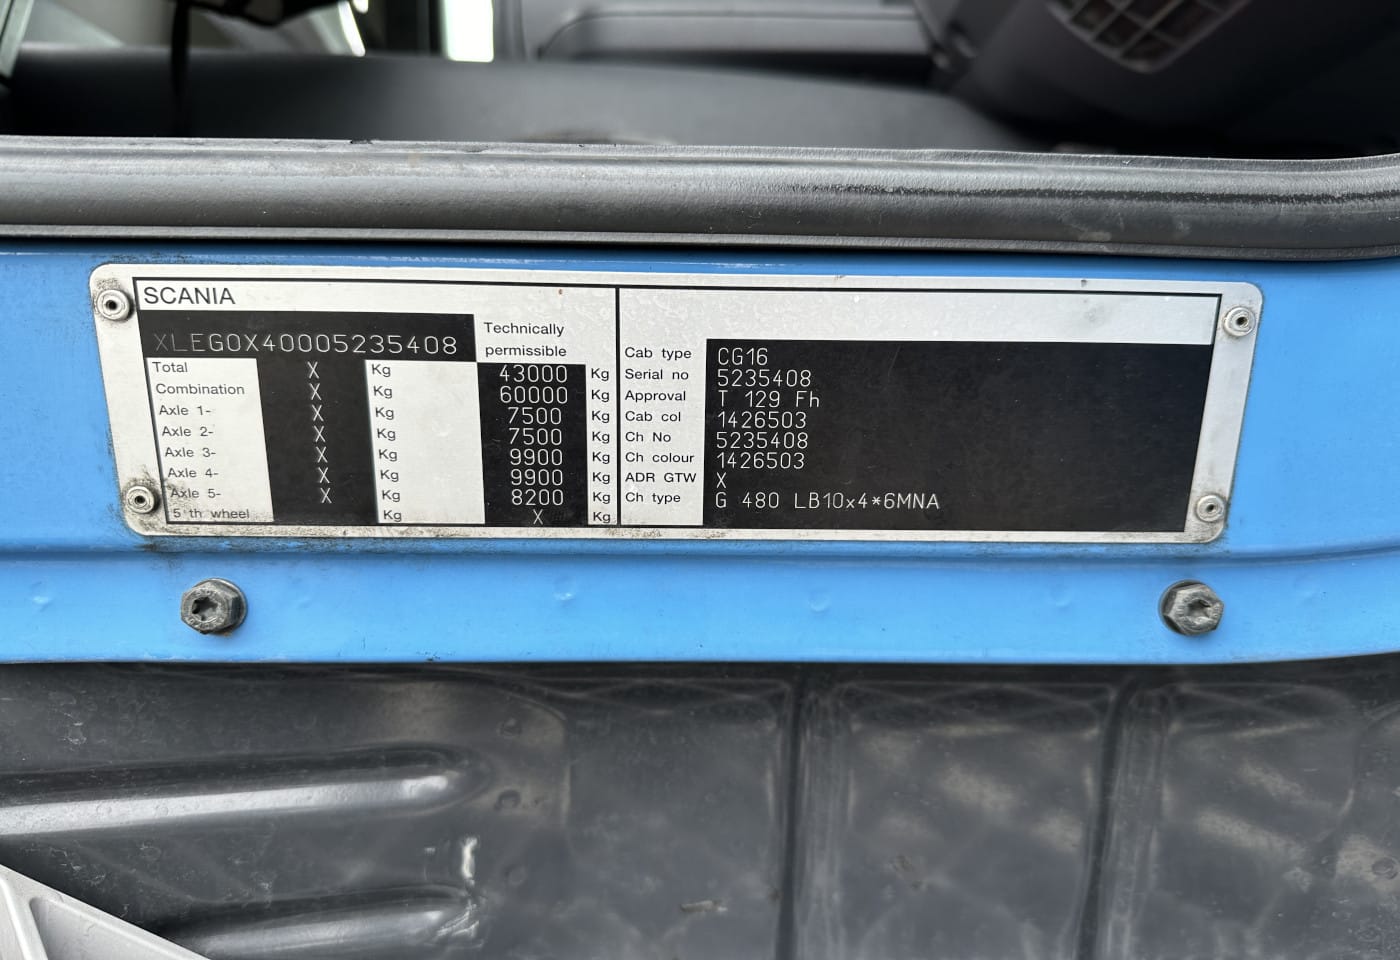 SCANIA
XLEG0X40005235408
Technically
permissible
Total X Kg 43000 Kg
Combination X Kg 60000 Kg
Axle 1- X Kg 7500 Kg
Axle 2- X Kg 7500 Kg
Axle 3- X Kg 9900 Kg
Axle 4- X Kg 9900 Kg
Axle 5- X Kg 8200 Kg
5 th wheel Kg X Kg
Cab type CG16
Serial no 5235408
Approval T 129 Fh
Cab col 1426503
Ch No 5235408
Ch colour 1426503
ADR GTW X
Ch type G 480 LB10x4*6MNA